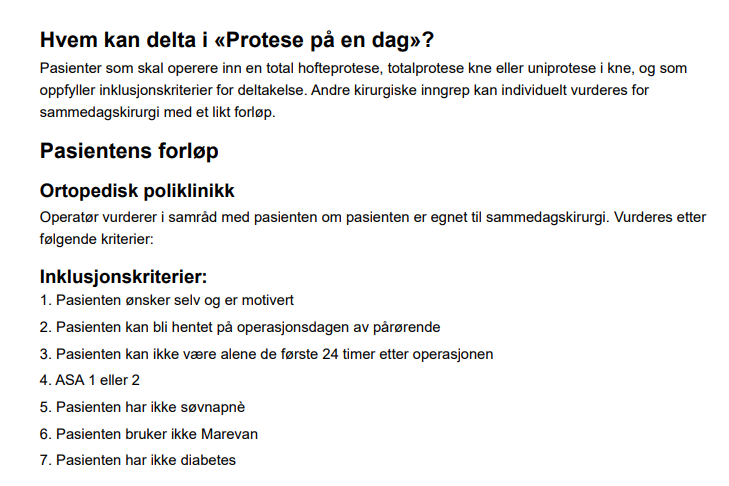 Hvem kan delta i «Protese på en dag»?
Pasienter som skal operere inn en total hofteprotese, totalprotese kne eller uniprotese i kne, og som
oppfyller inklusjonskriterier for deltakelse. Andre kirurgiske inngrep kan individuelt vurderes for
sammedagskirurgi med et likt forløp.
Pasientens forløp
Ortopedisk poliklinikk
Operatør vurderer i samråd med pasienten om pasienten er egnet til sammedagskirurgi. Vurderes etter
følgende kriterier:
Inklusjonskriterier:
1. Pasienten ønsker selv og er motivert
2. Pasienten kan bli hentet på operasjonsdagen av pårørende
3. Pasienten kan ikke være alene de første 24 timer etter operasjonen
4. ASA 1 eller 2
5. Pasienten har ikke søvnapnè
6. Pasienten bruker ikke Marevan
7. Pasienten har ikke diabetes